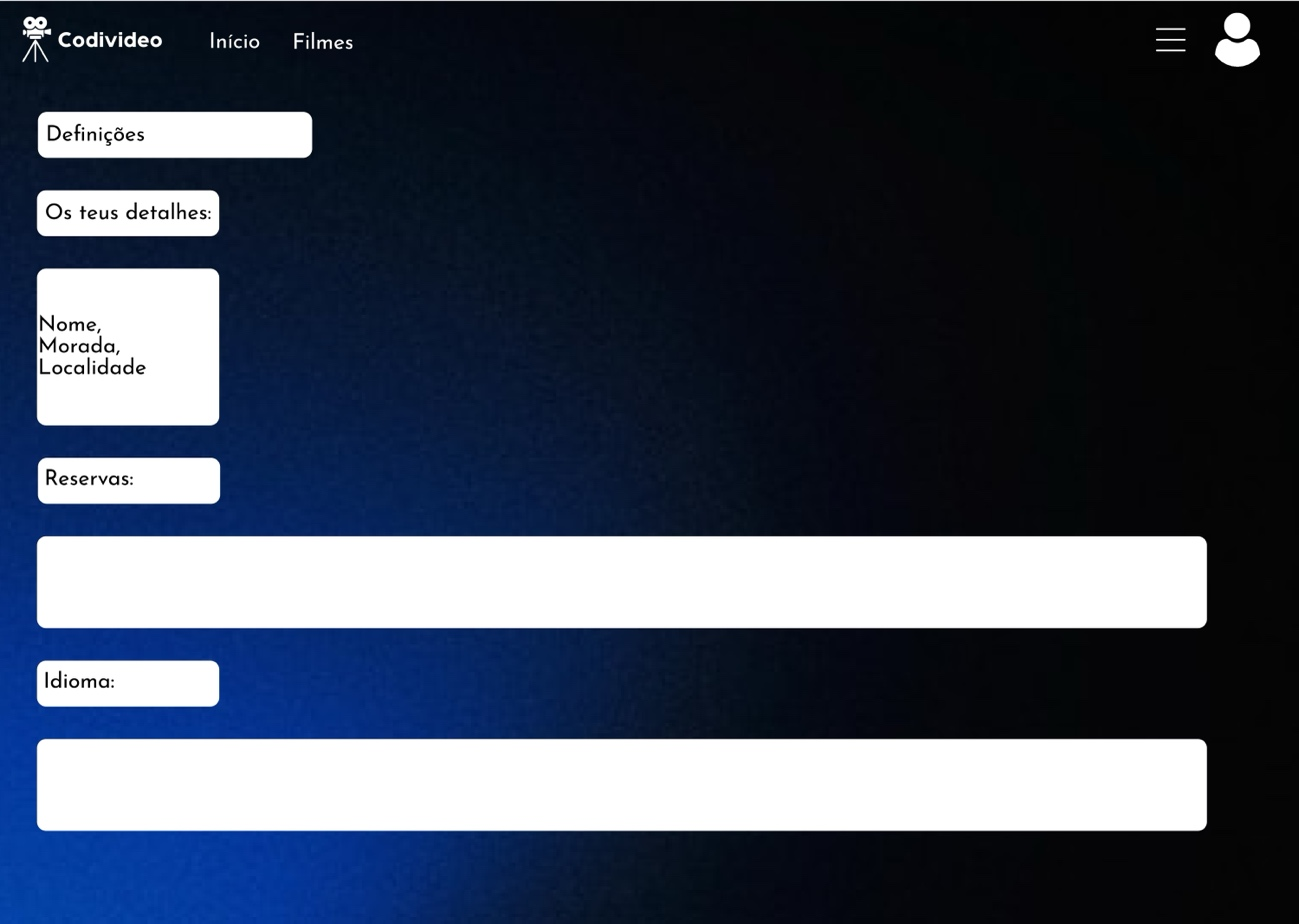 Codivideo
Início
Filmes
Definições
Os teus detalhes:
Nome,
Morada,
Localidade
Reservas:
Idioma: